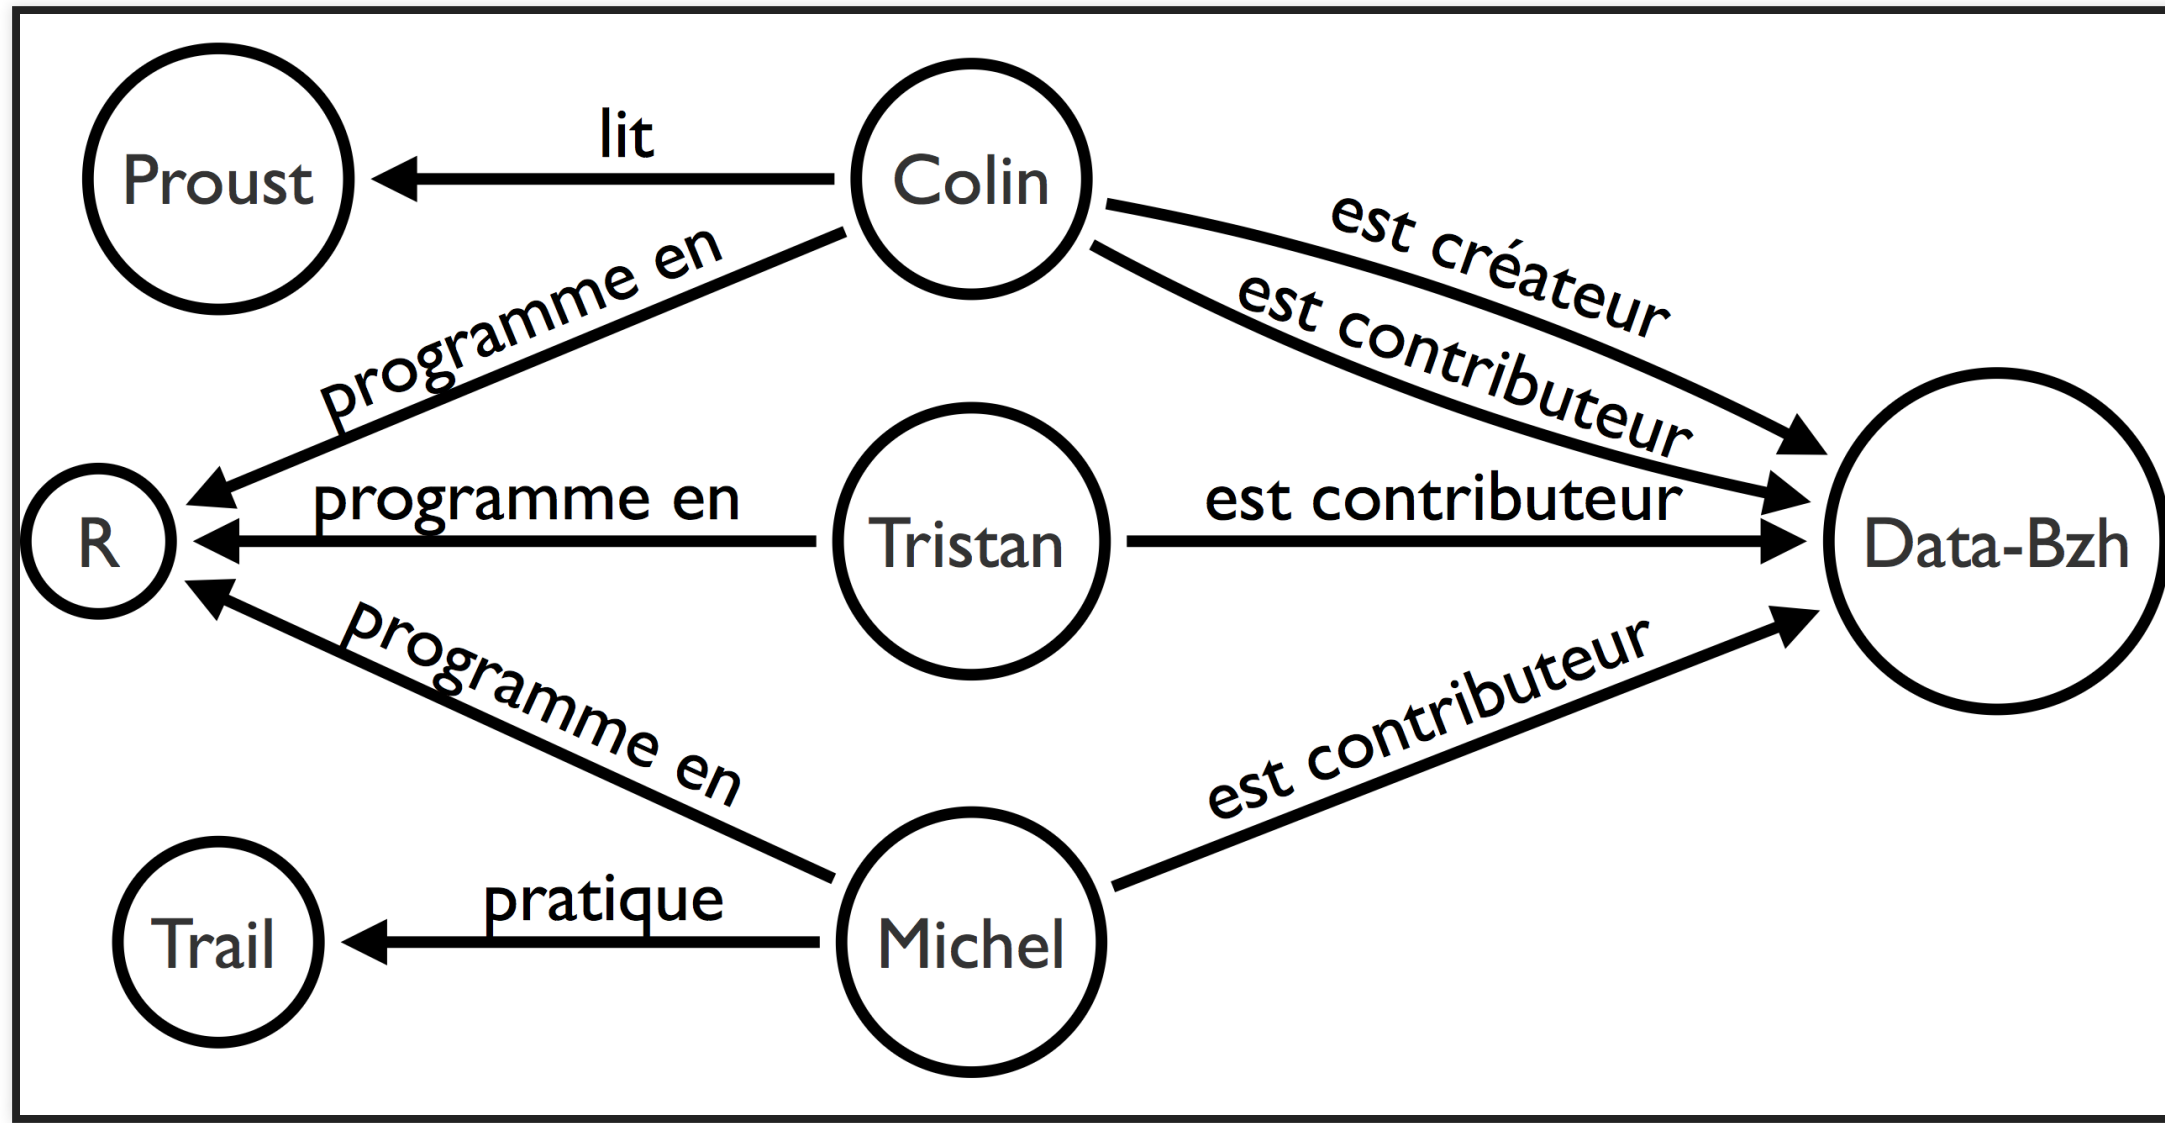 Proust
lit
Colin
est créateur
programme en
est contributeur
R
programme en
Tristan
est contributeur
Data-Bzh
programme en
est contributeur
Trail
pratique
Michel